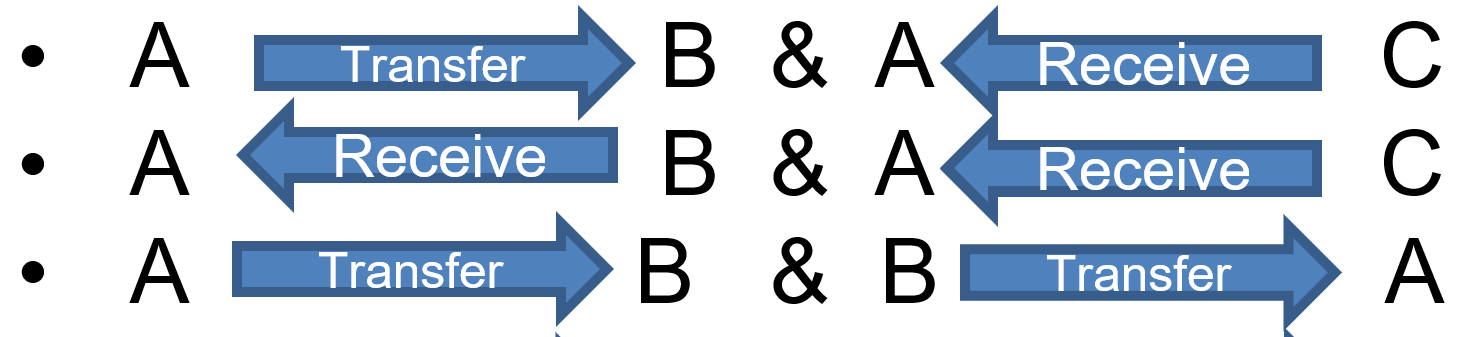 • A Transfer B & A Receive C
• A Receive B & A Receive C
• A Transfer B & B Transfer A